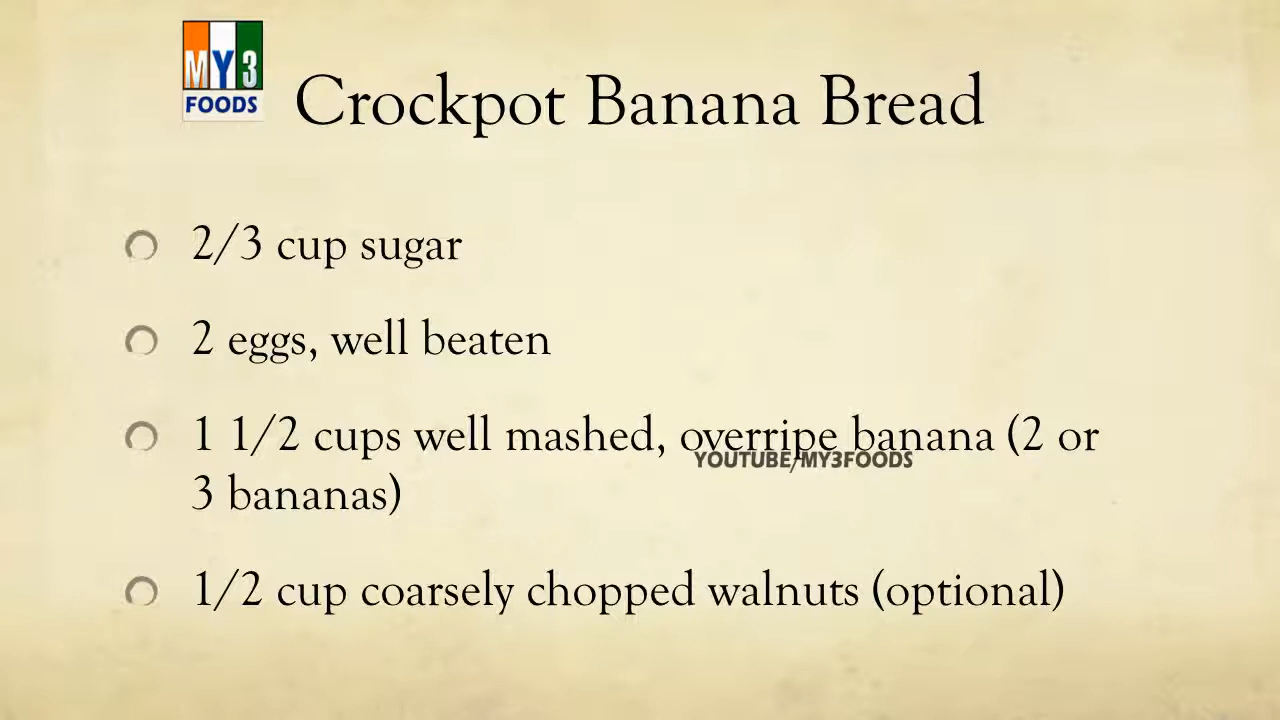 MY3
FOODS
Crockpot Banana Bread
2/3 cup sugar
2 eggs, well beaten
1 1/2 cups well mashed, overripe banana (2 or
3 bananas)
YOUTUBE/MY3FOODS
1/2 cup coarsely chopped walnuts (optional)